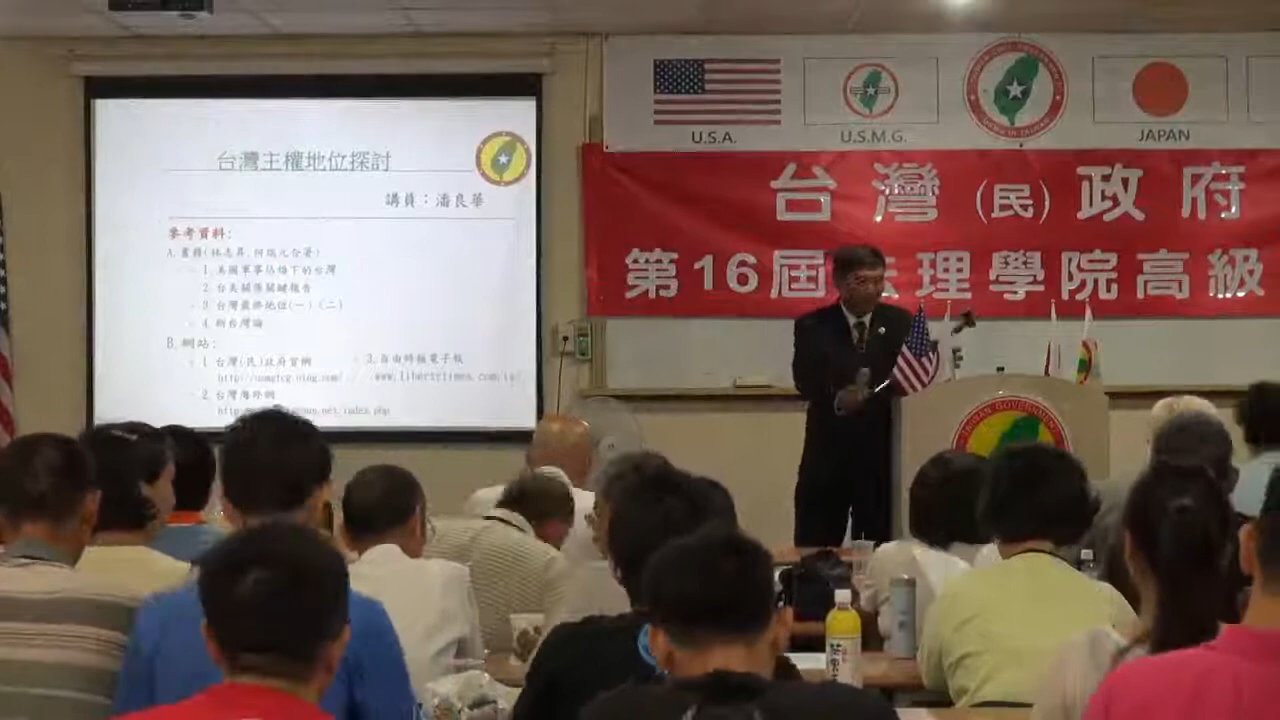 台灣主權地位探討
講員：潘良華
參考資料:
A.書籍(林志昇.何瑞元合著)
1.美國軍事佔領下的台灣
2.台美關係關鍵報告
3.台灣最終地位(一)(二)
4.新台灣論
B.網站:
1.台灣(民)政府官網
3.自由時報電子報
www.libertytimes.com.tw/
2.台灣海外網
U.S.A.
U.S.M.G.
JAPAN
台灣(民)政府
第16屆法理學院高級
TAIWAN GOVERNMENT